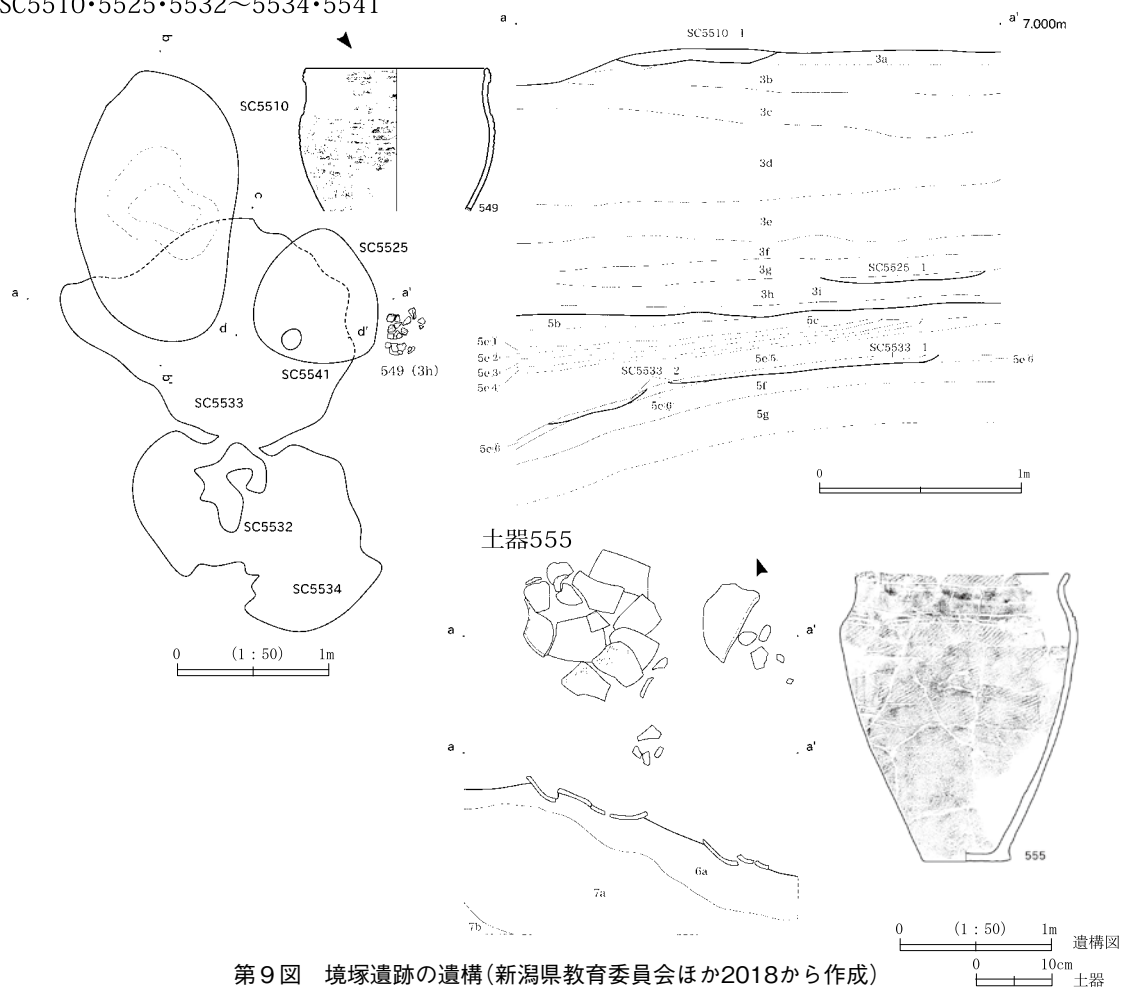 SC5510・5525・5532～5534・5541
a
a'
7.000m
b
SC5510
549
c
SC5525
a
a'
d
d'
SC5541
549 (3h)
b'
SC5533
SC5532
SC5534
0 (1：50) 1m
SC5510 1
3a
3b
3c
3d
3e
3f
3g
SC5525 1
3h
3i
5b
5c
5e1
5e2
5e3
5e4
5e5
SC5533 1
5e6
SC5533 2
5f
5e6
5g
5e6
0 1m
土器555
a
a'
a
a'
6a
7a
7b
555
0 (1：50) 1m 遺構図
0 10cm 土器
第9図 境塚遺跡の遺構(新潟県教育委員会ほか2018から作成)